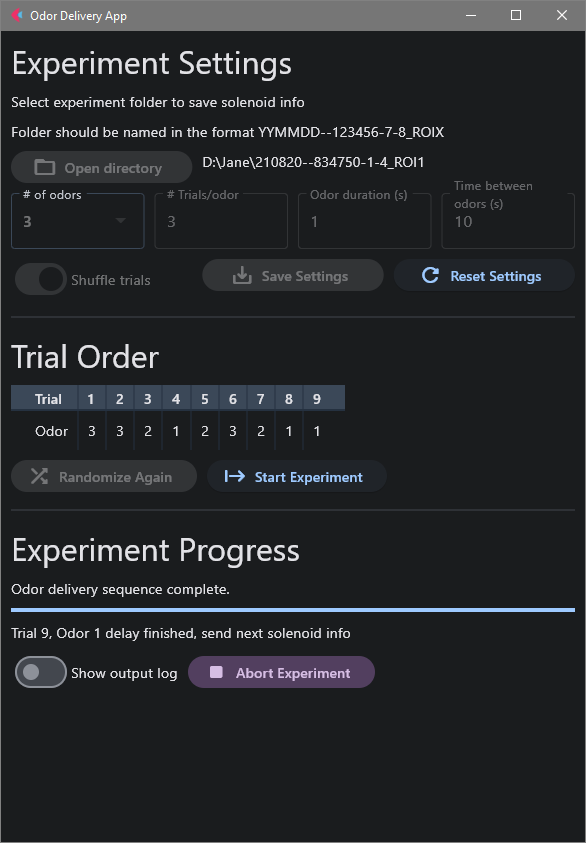 Odor Delivery App
Experiment Settings
Select experiment folder to save solenoid info
Folder should be named in the format YYMMDD--123456-7-8_ROIX
Open directory
D:\Jane\210820--834750-1-4_ROI1
# of odors
3
# Trials/odor
3
Odor duration (s)
1
Time between
odors (s)
10
Shuffle trials
Save Settings
Reset Settings
Trial Order
Trial 1 2 3 4 5 6 7 8 9
Odor 3 3 2 1 2 3 2 1 1
Randomize Again
Start Experiment
Experiment Progress
Odor delivery sequence complete.
Trial 9, Odor 1 delay finished, send next solenoid info
Show output log
Abort Experiment